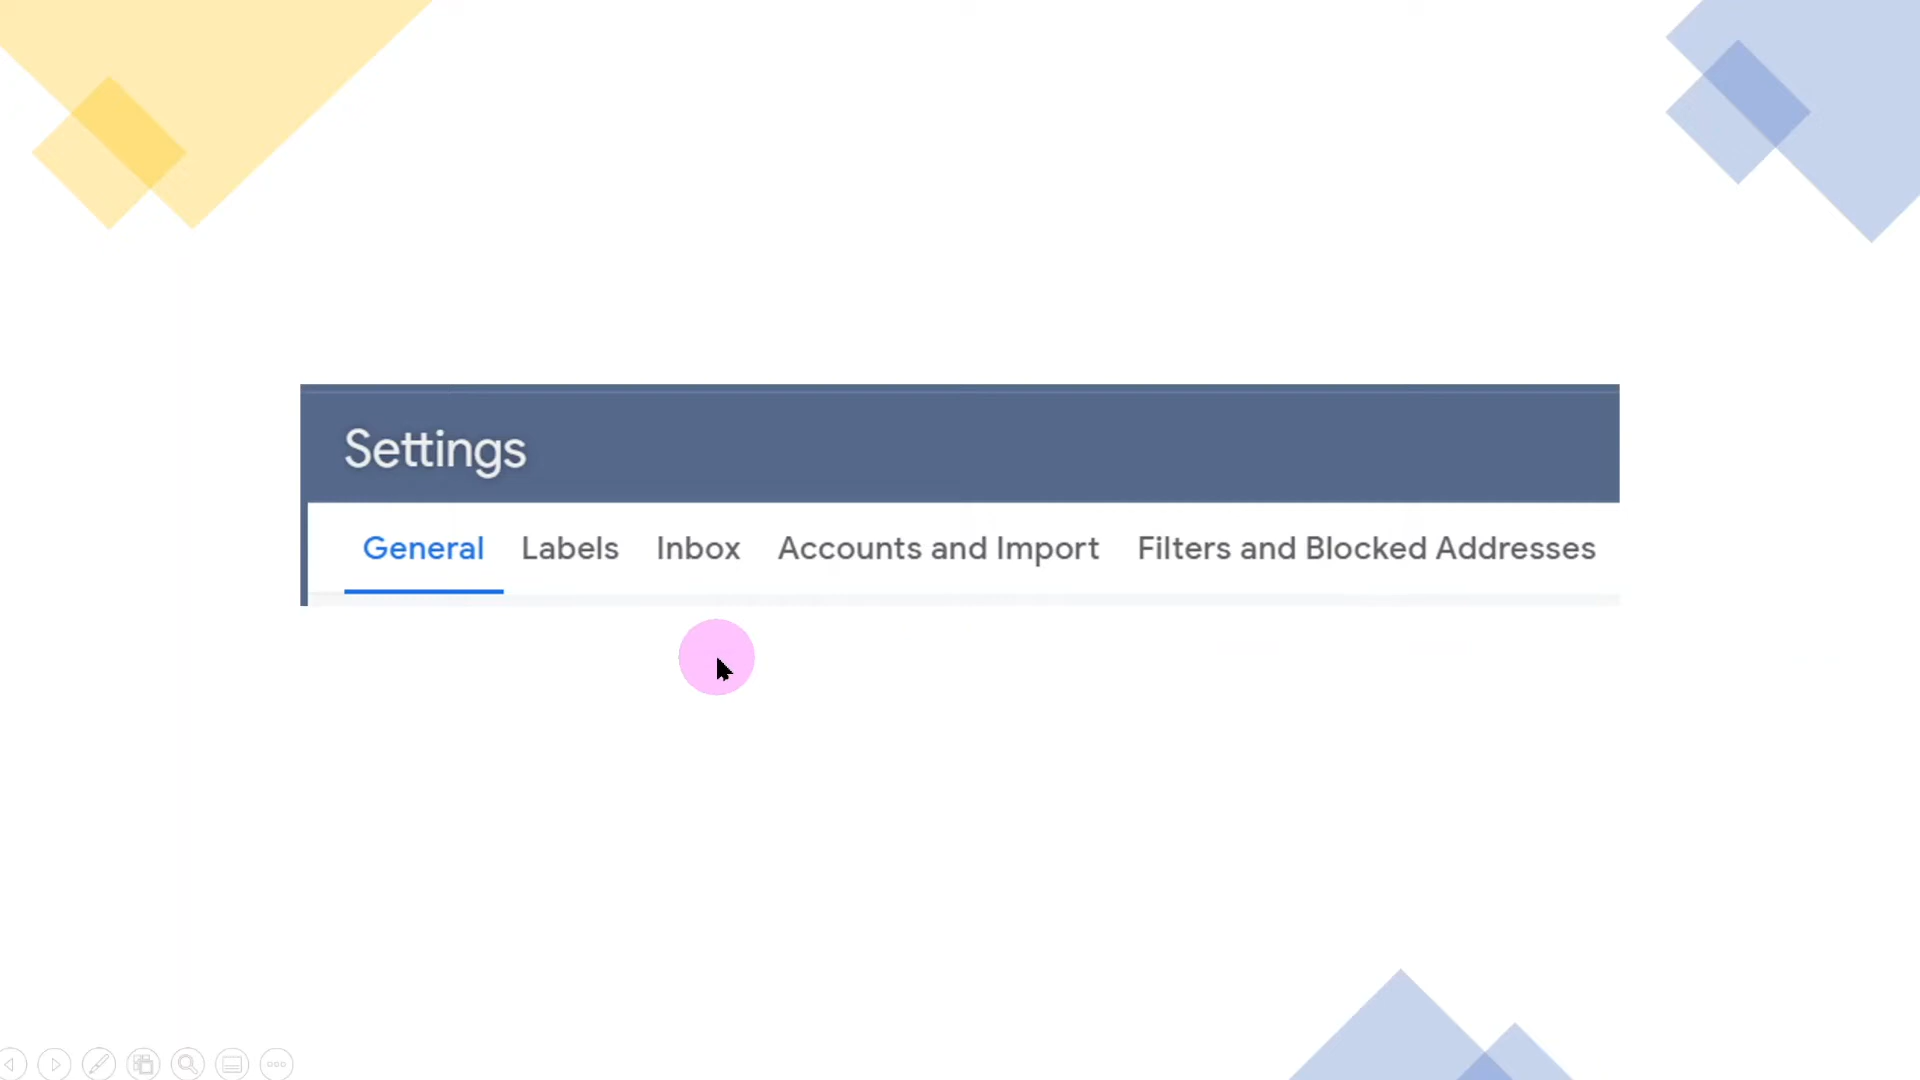 Settings
General Labels Inbox Accounts and Import Filters and Blocked Addresses